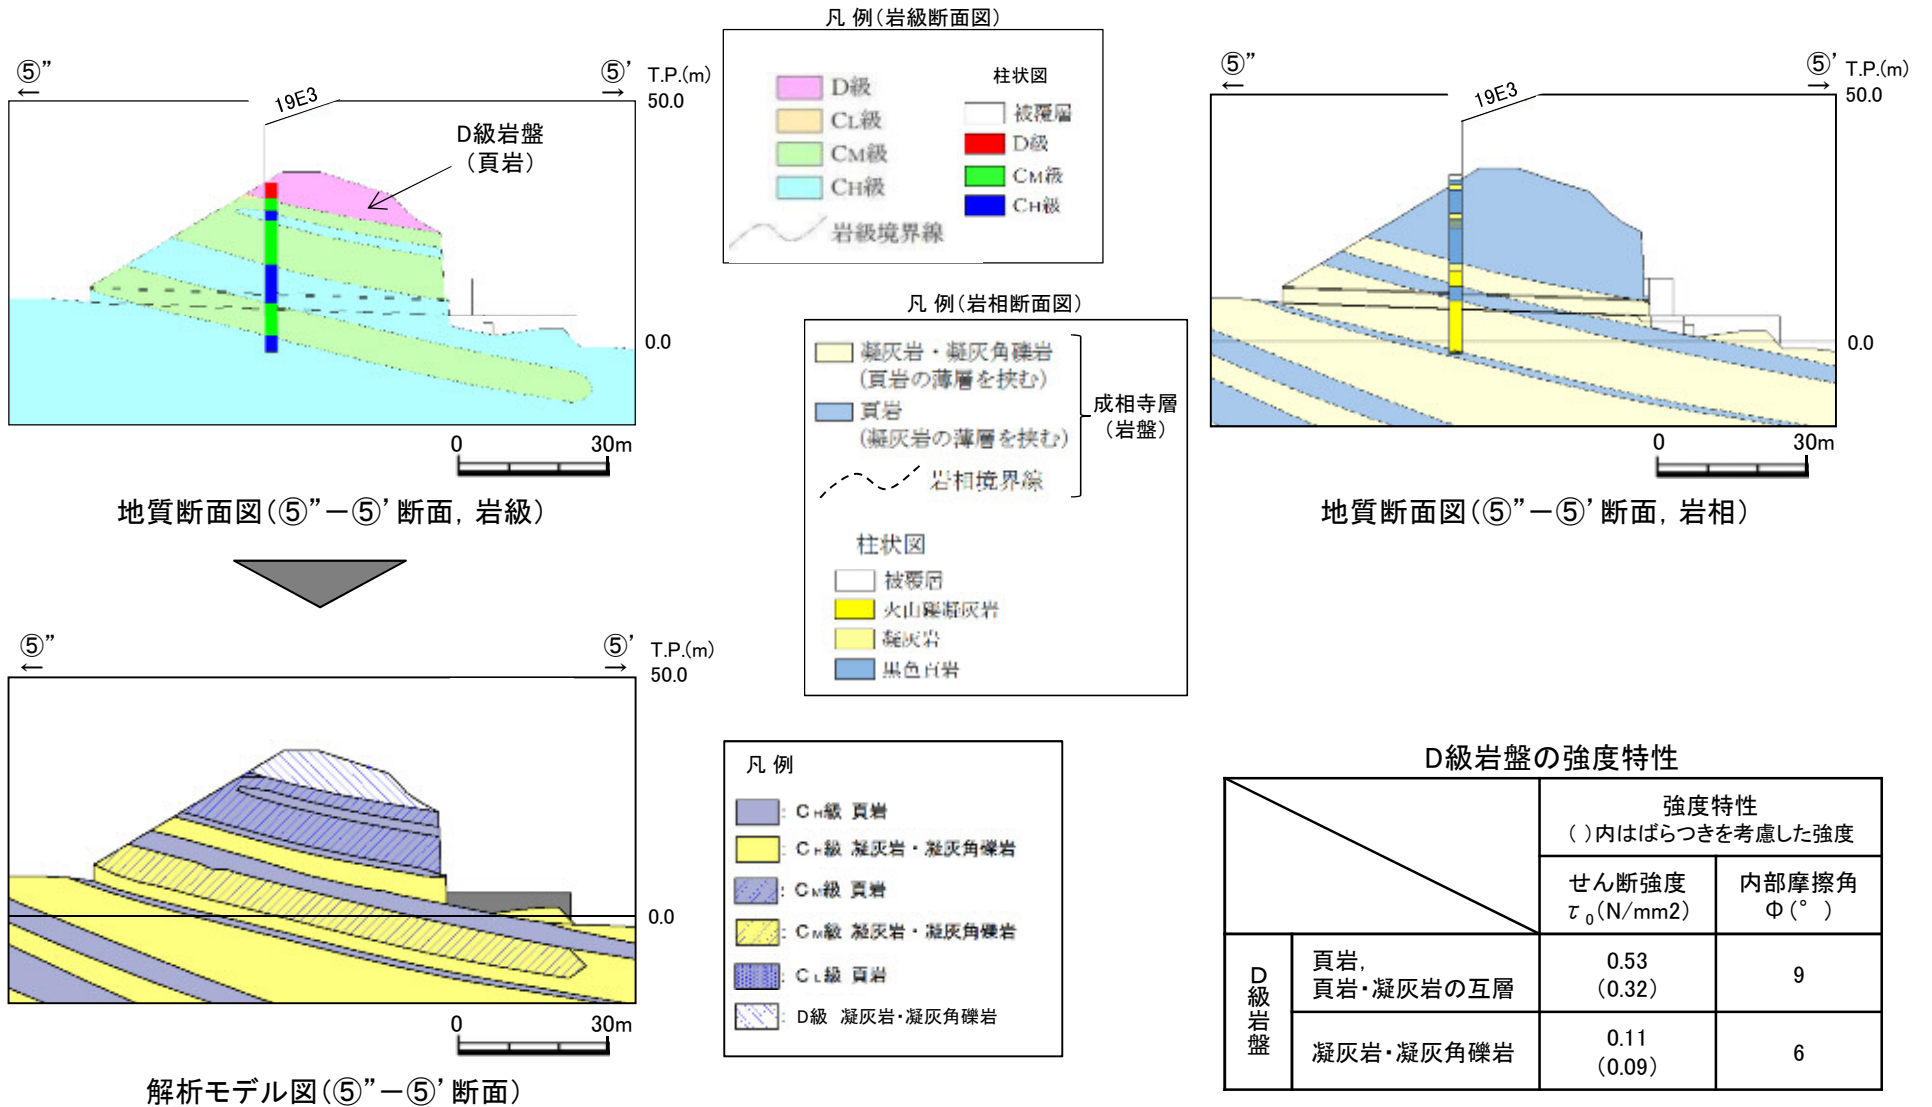 ⑤” ⑤’ T.P.(m)
←  →
50.0
19E3
D級岩盤
(頁岩)
0.0
0 30m
地質断面図(⑤”－⑤’断面, 岩級)
凡 例(岩級断面図)
D級
CL級
CM級
CH級
岩級境界線
柱状図
被覆層
D級
CM級
CH級
凡 例(岩相断面図)
凝灰岩・凝灰角礫岩
(頁岩の薄層を挟む)
頁岩
(凝灰岩の薄層を挟む)
岩相境界線
成相寺層
(岩盤)
柱状図
被覆層
火山礫凝灰岩
凝灰岩
黒色頁岩
⑤” ⑤’ T.P.(m)
←  →
50.0
19E3
0.0
0 30m
地質断面図(⑤”－⑤’断面, 岩相)
⑤” ⑤’ T.P.(m)
←  →
50.0
0.0
0 30m
解析モデル図(⑤”－⑤’断面)
凡 例
: CH級 頁岩
: CH級 凝灰岩・凝灰角礫岩
: CM級 頁岩
: CM級 凝灰岩・凝灰角礫岩
: CL級 頁岩
: D級 凝灰岩・凝灰角礫岩
D級岩盤の強度特性
強度特性
( )内はばらつきを考慮した強度
せん断強度
τ0(N/mm2)
内部摩擦角
Φ(°)
D級岩盤
頁岩,
頁岩・凝灰岩の互層
0.53
(0.32)
9
凝灰岩・凝灰角礫岩
0.11
(0.09)
6